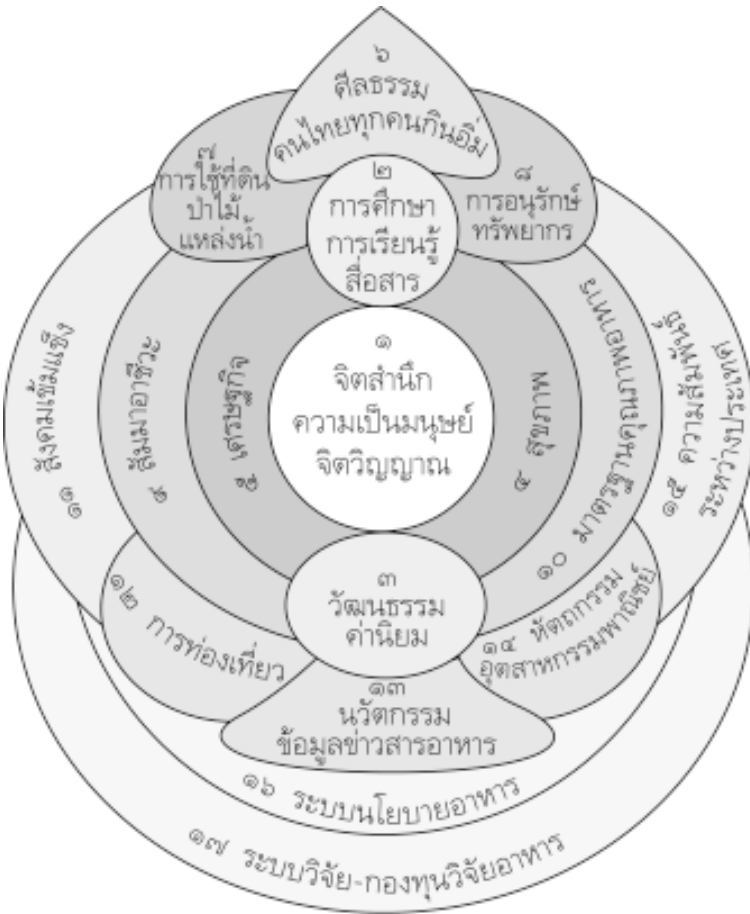 ๖
ศีลธรรม
คนไทยทุกคนกินอิ่ม
๗
การใช้ที่ดิน
ป่าไม้
แหล่งน้ำ
๒
การศึกษา
การเรียนรู้
สื่อสาร
๘
การอนุรักษ์
ทรัพยากร
๑๑ สังคมเข้มแข็ง
๙ สัมมาอาชีวะ
๕ เศรษฐกิจ
๑
จิตสำนึก
ความเป็นมนุษย์
จิตวิญญาณ
๔ สุขภาพ
๑๐ มาตรฐานคุณภาพอาหาร
๑๕ ความสัมพันธ์
ระหว่างประเทศ
๓
วัฒนธรรม
ค่านิยม
๑๒ การท่องเที่ยว
๑๔ หัตถกรรม
อุตสาหกรรมพาณิชย์
๑๓
นวัตกรรม
ข้อมูลข่าวสารอาหาร
๑๖ ระบบนโยบายอาหาร
๑๗ ระบบวิจัย-กองทุนวิจัยอาหาร